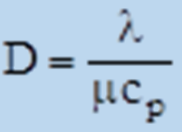 D = λ / μc_p